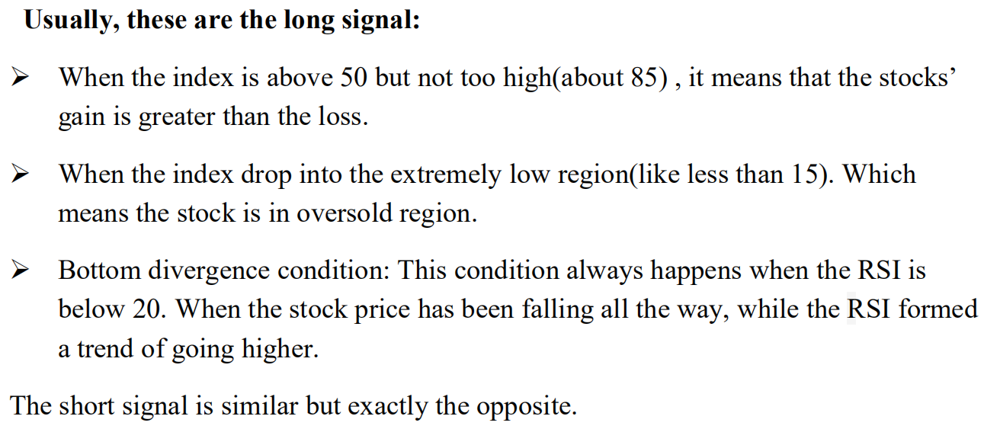 Usually, these are the long signal:
➢ When the index is above 50 but not too high(about 85) , it means that the stocks’
gain is greater than the loss.
➢ When the index drop into the extremely low region(like less than 15). Which
means the stock is in oversold region.
➢ Bottom divergence condition: This condition always happens when the RSI is
below 20. When the stock price has been falling all the way, while the RSI formed
a trend of going higher.
The short signal is similar but exactly the opposite.